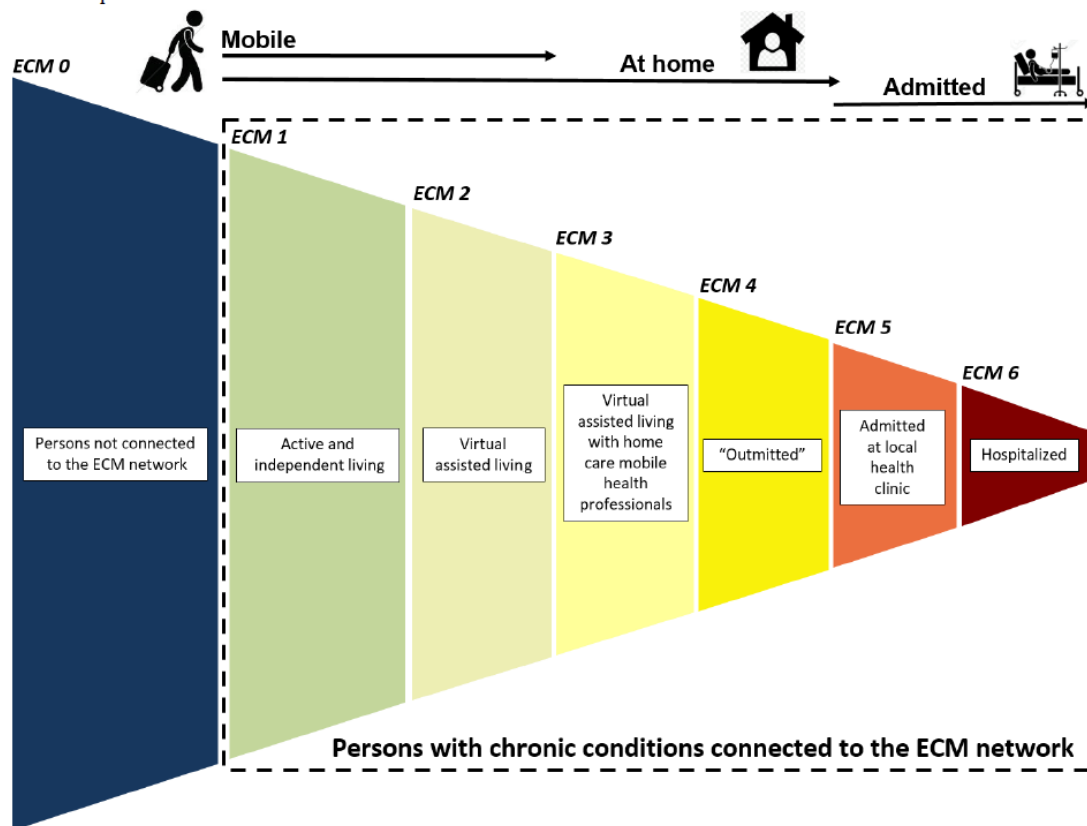 Mobile
ECM 0
At home
Admitted
ECM 1
ECM 2
ECM 3
ECM 4
ECM 5
ECM 6
Persons not connected
to the ECM network
Active and
independent living
Virtual
assisted living
Virtual
assisted living
with home
care mobile
health
professionals
“Outmitted”
Admitted
at local
health
clinic
Hospitalized
Persons with chronic conditions connected to the ECM network